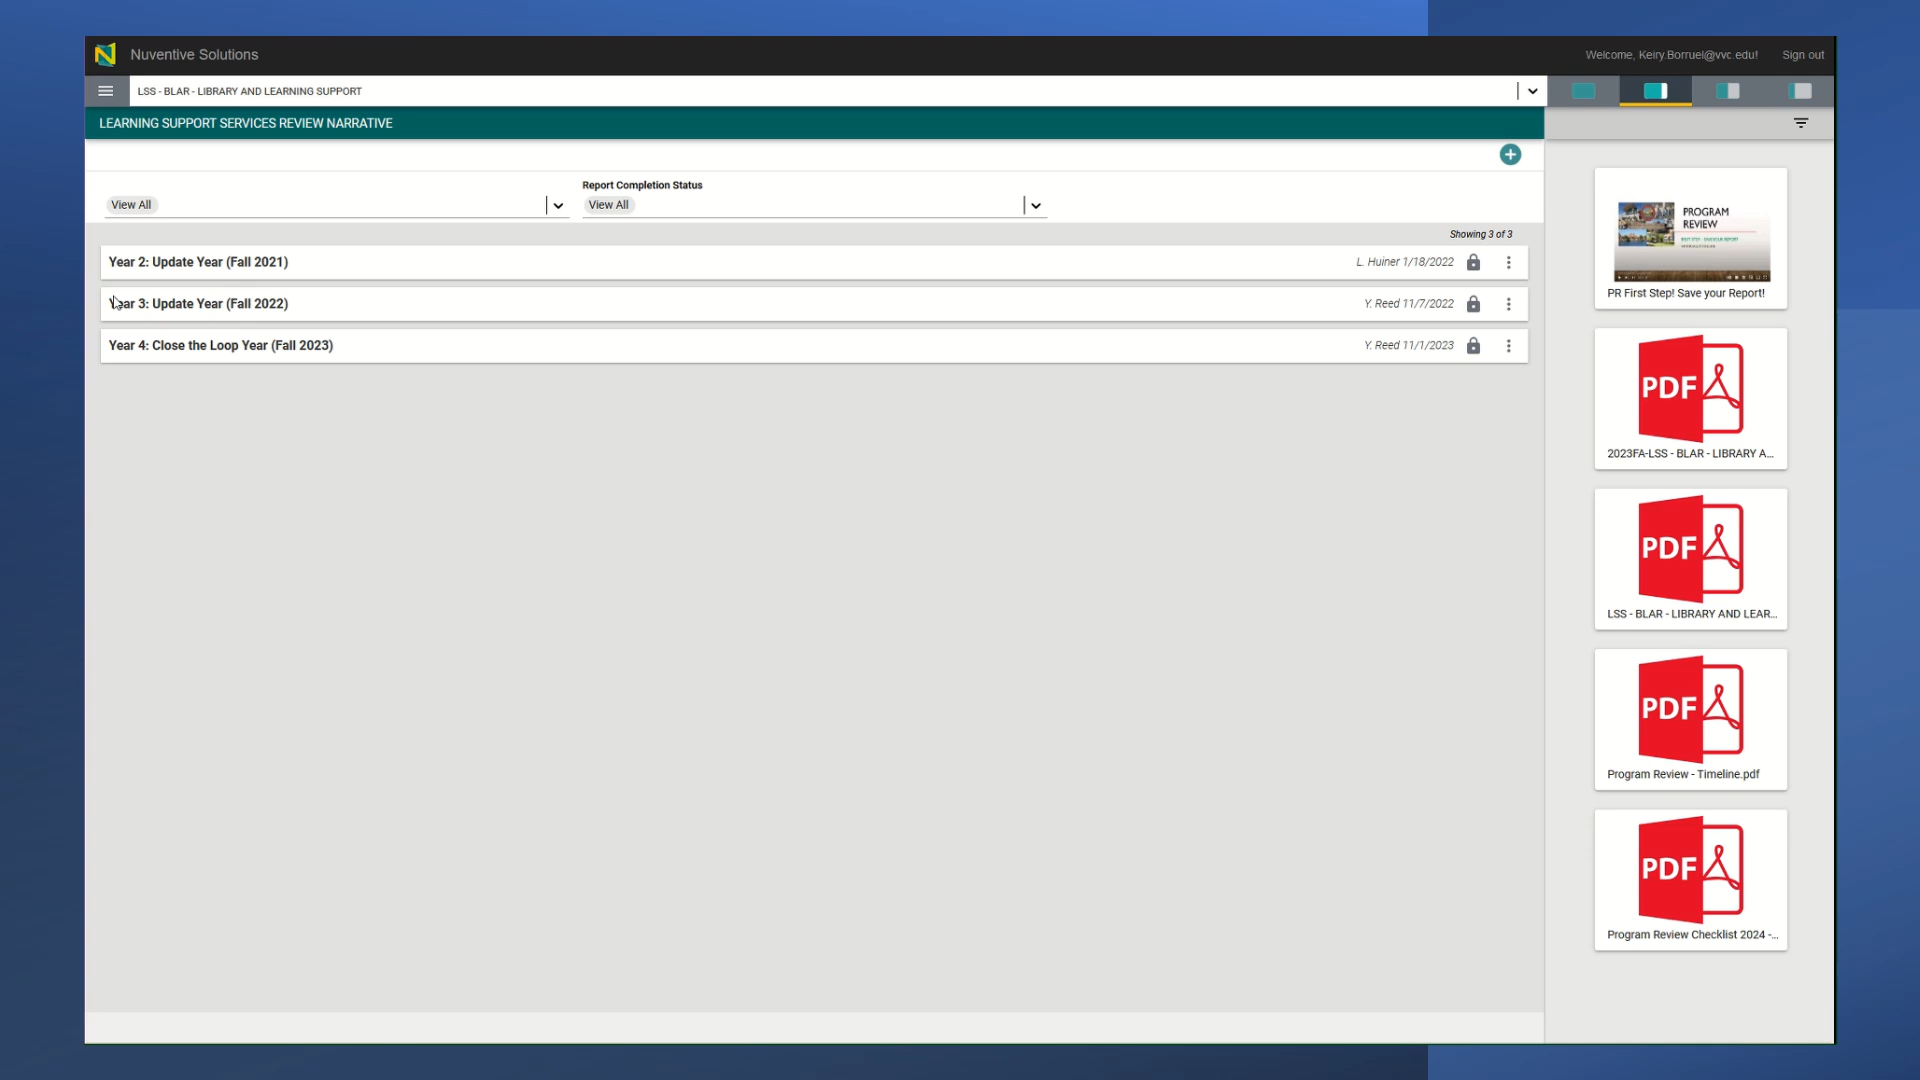 Nuventive Solutions
Welcome, Keiry.Borruel@vvc.edu!
Sign out
LSS - BLAR - LIBRARY AND LEARNING SUPPORT
LEARNING SUPPORT SERVICES REVIEW NARRATIVE
Report Completion Status
View All
View All
Showing 3 of 3
Year 2: Update Year (Fall 2021)
L. Huiner 1/18/2022
Year 3: Update Year (Fall 2022)
Y. Reed 11/7/2022
Year 4: Close the Loop Year (Fall 2023)
Y. Reed 11/1/2023
PROGRAM
REVIEW
PR First Step! Save your Report!
PDF
2023FA-LSS - BLAR - LIBRARY A...
PDF
LSS - BLAR - LIBRARY AND LEAR...
PDF
Program Review - Timeline.pdf
PDF
Program Review Checklist 2024 -...